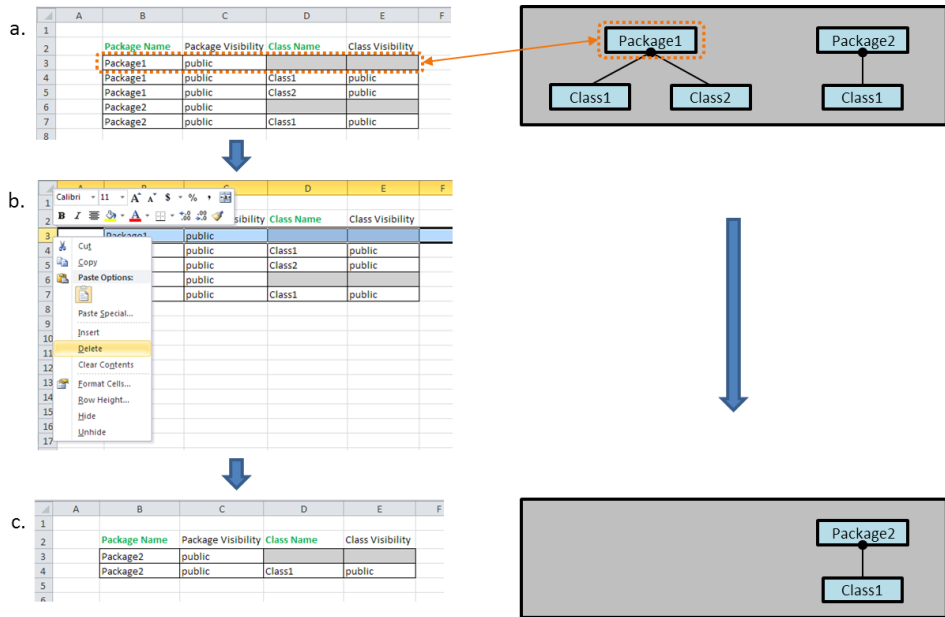 a.
A B C D E F
1
2 Package Name Package Visibility Class Name Class Visibility
3 Package1 public
4 Package1 public Class1 public
5 Package1 public Class2 public
6 Package2 public
7 Package2 public Class1 public
8
Package1 Package2
Class1 Class2 Class1
b.
F
1 Calibri 11 A A $ % ,
2 B I A sibility Class Name Class Visibility
3 Package1 public
4 public Class1 public
5 public Class2 public
6 public
7 public Class1 public
8
9
10
11
12
13
14
15
16
17
Cut
Copy
Paste Options:
Paste Special...
Insert
Delete
Clear Contents
Format Cells...
Row Height...
Hide
Unhide
c.
A B C D E F
1
2 Package Name Package Visibility Class Name Class Visibility
3 Package2 public
4 Package2 public Class1 public
5
6
Package2
Class1